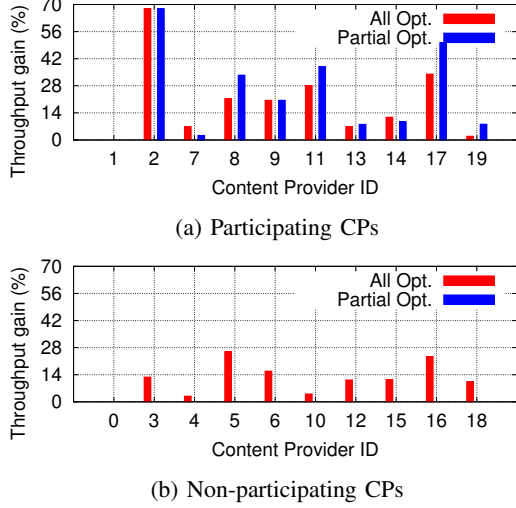 70
56
42
28
14
0
Throughput gain (%)
All Opt.
Partial Opt.
1 2 7 8 9 11 13 14 17 19
Content Provider ID
(a) Participating CPs
70
56
42
28
14
0
Throughput gain (%)
All Opt.
Partial Opt.
0 3 4 5 6 10 12 15 16 18
Content Provider ID
(b) Non-participating CPs